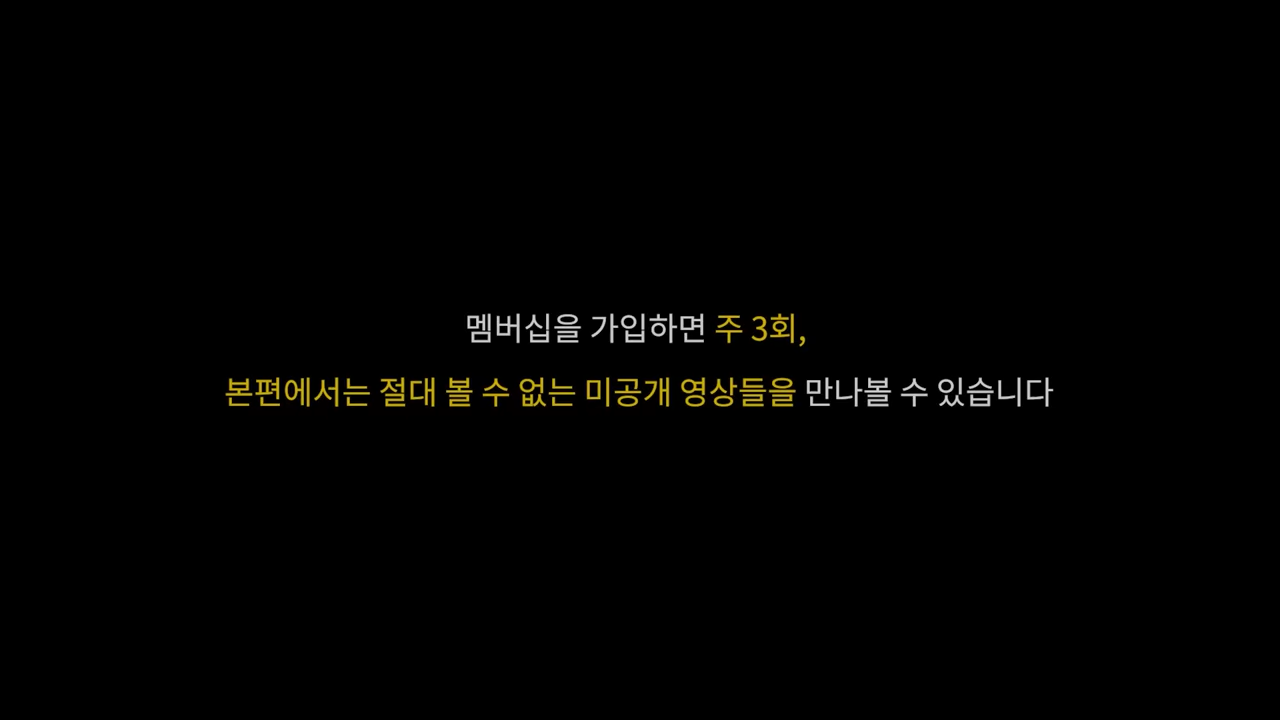 멤버십을 가입하면 주 3회,
본편에서는 절대 볼 수 없는 미공개 영상들을 만나볼 수 있습니다